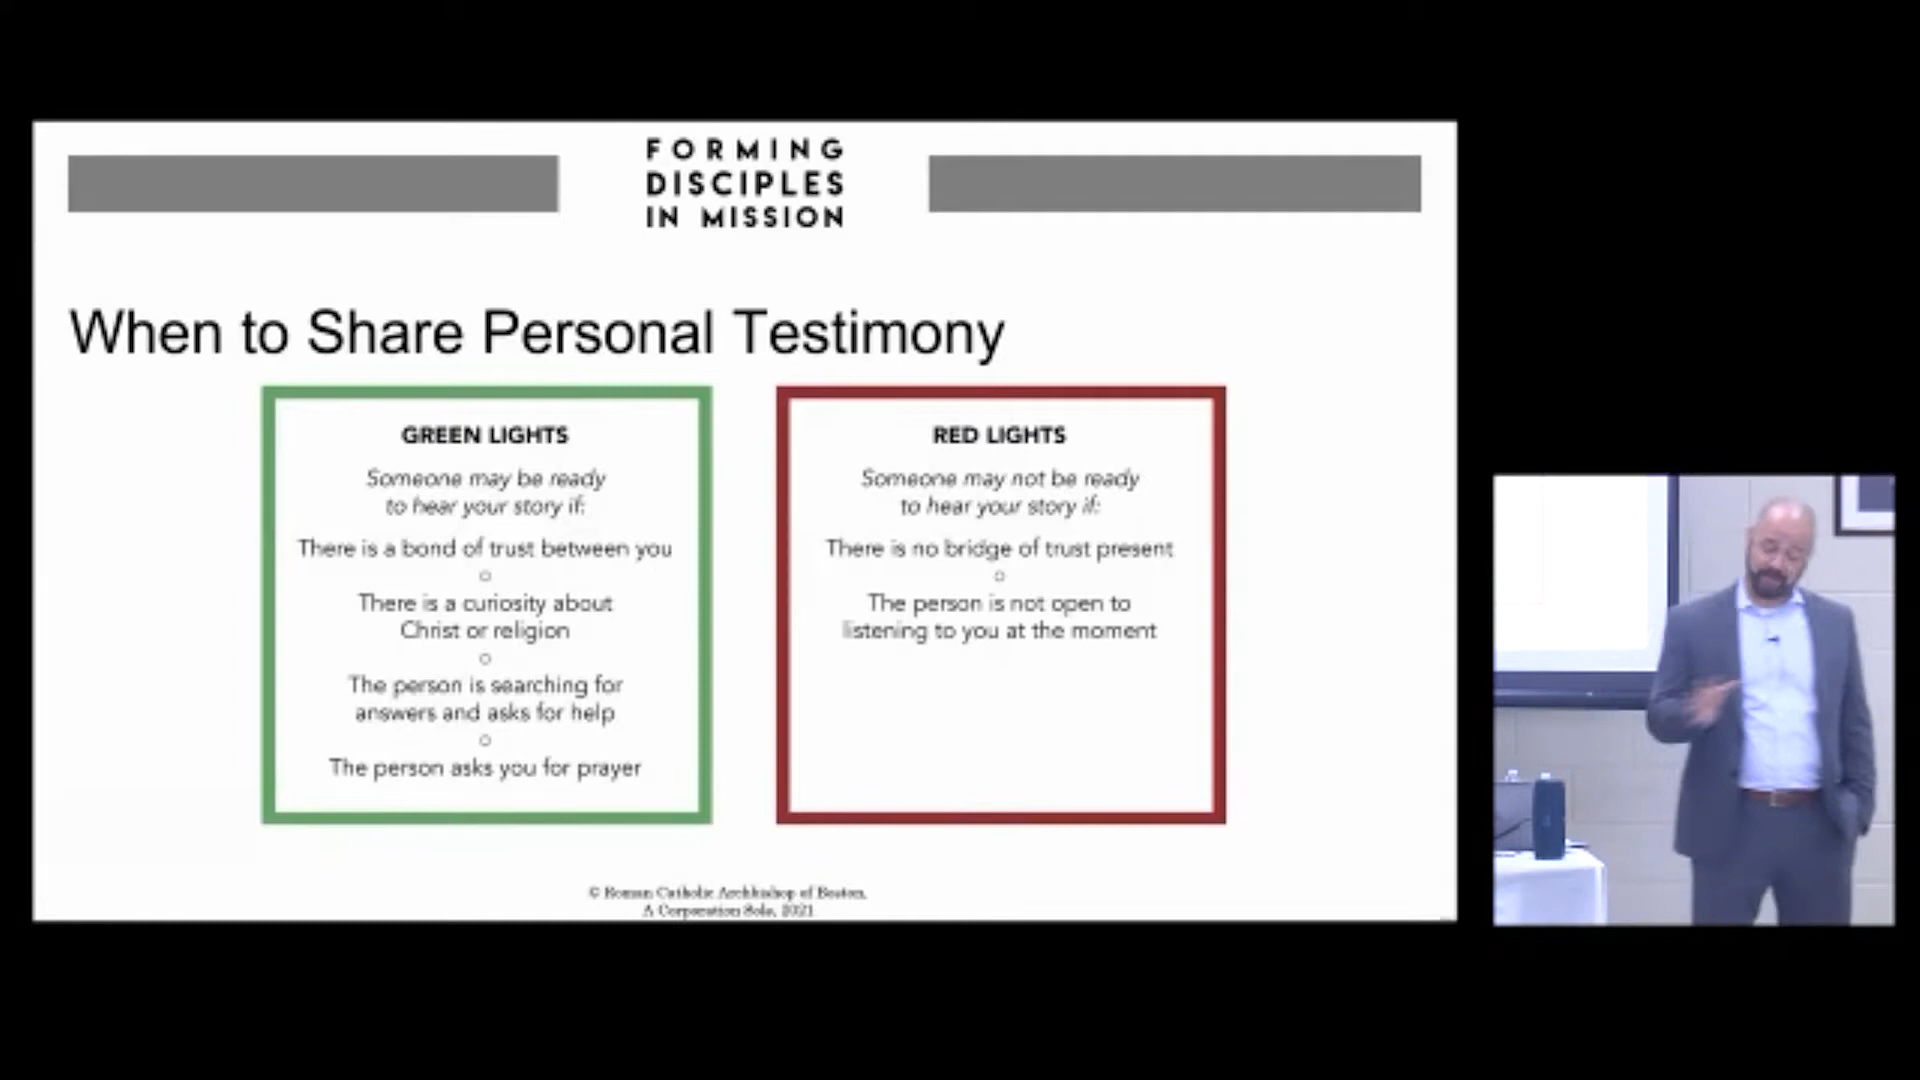 FORMING
DISCIPLES
IN MISSION
When to Share Personal Testimony
GREEN LIGHTS
Someone may be ready
to hear your story if:
There is a bond of trust between you
There is a curiosity about
Christ or religion
The person is searching for
answers and asks for help
The person asks you for prayer
RED LIGHTS
Someone may not be ready
to hear your story if:
There is no bridge of trust present
The person is not open to
listening to you at the moment
© Roman Catholic Archbishop of Boston,
A Corporation Sole, 2021